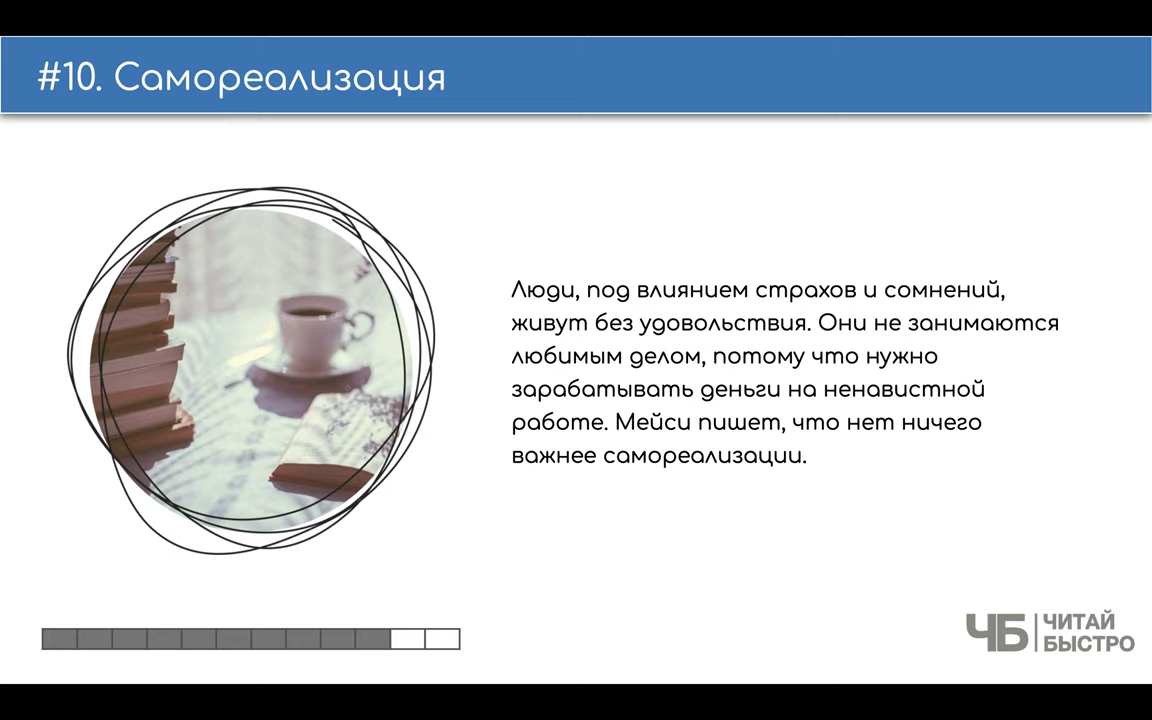 #10. Самореализация
Люди, под влиянием страхов и сомнений,
живут без удовольствия. Они не занимаются
любимым делом, потому что нужно
зарабатывать деньги на ненавистной
работе. Мейси пишет, что нет ничего
важнее самореализации.
ЧБ
ЧИТАЙ
БЫСТРО